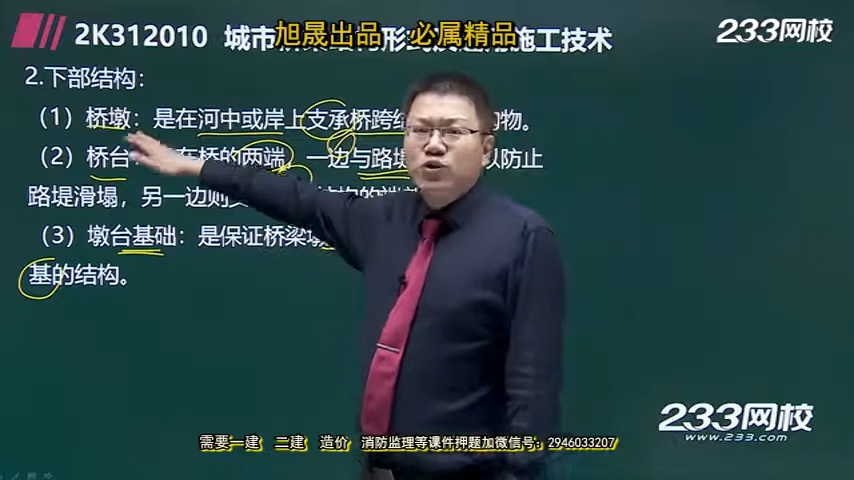 2K312010 城市
旭晟出品 必属精品
施工技术
233网校
2.下部结构：
（1）桥墩：是在河中或岸上支承桥跨结
物。
（2）桥台：
在桥的两端，一边与路堤
以防止
路堤滑塌，另一边则
（3）墩台基础：是保证桥梁墩
基的结构。
233网校
www.233.com
需要一建 二建 造价 消防监理等课件押题加微信号：2946033207